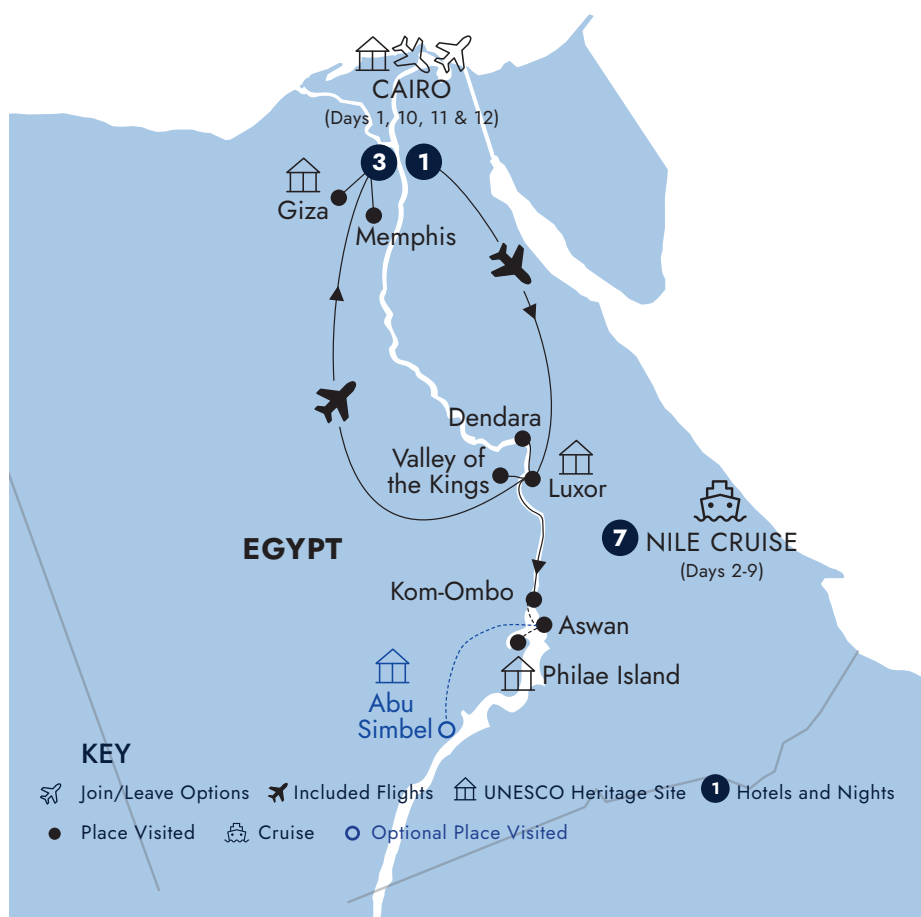 CAIRO
(Days 1, 10, 11 & 12)
3
1
Giza
Memphis
Dendara
Valley of
the Kings
Luxor
7
NILE CRUISE
(Days 2-9)
EGYPT
Kom-Ombo
Aswan
Philae Island
Abu
Simbel
KEY
Join/Leave Options
Included Flights
UNESCO Heritage Site
1
Hotels and Nights
Place Visited
Cruise
Optional Place Visited